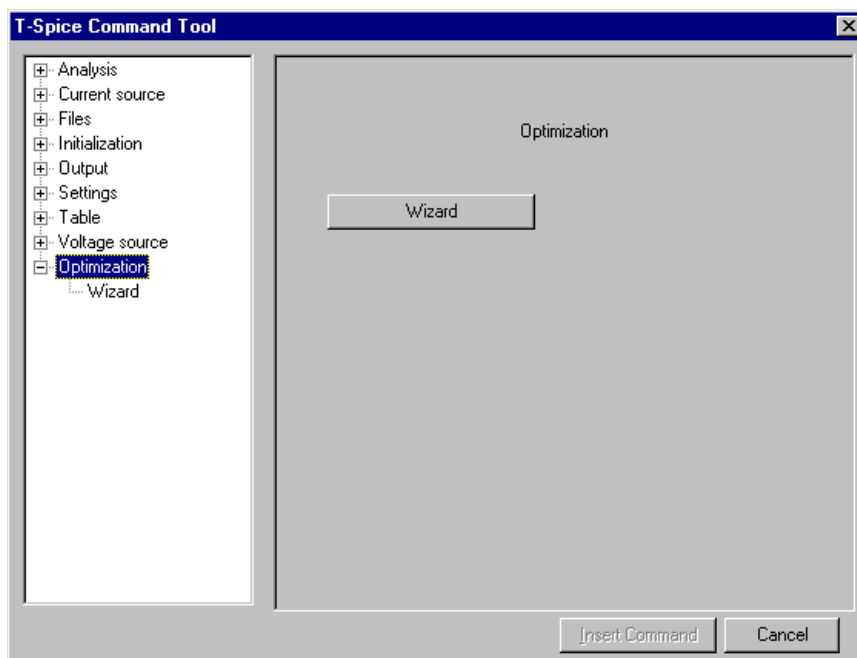 T-Spice Command Tool
Analysis
Current source
Files
Initialization
Output
Settings
Table
Voltage source
Optimization
Wizard
Optimization
Wizard
Insert Command
Cancel